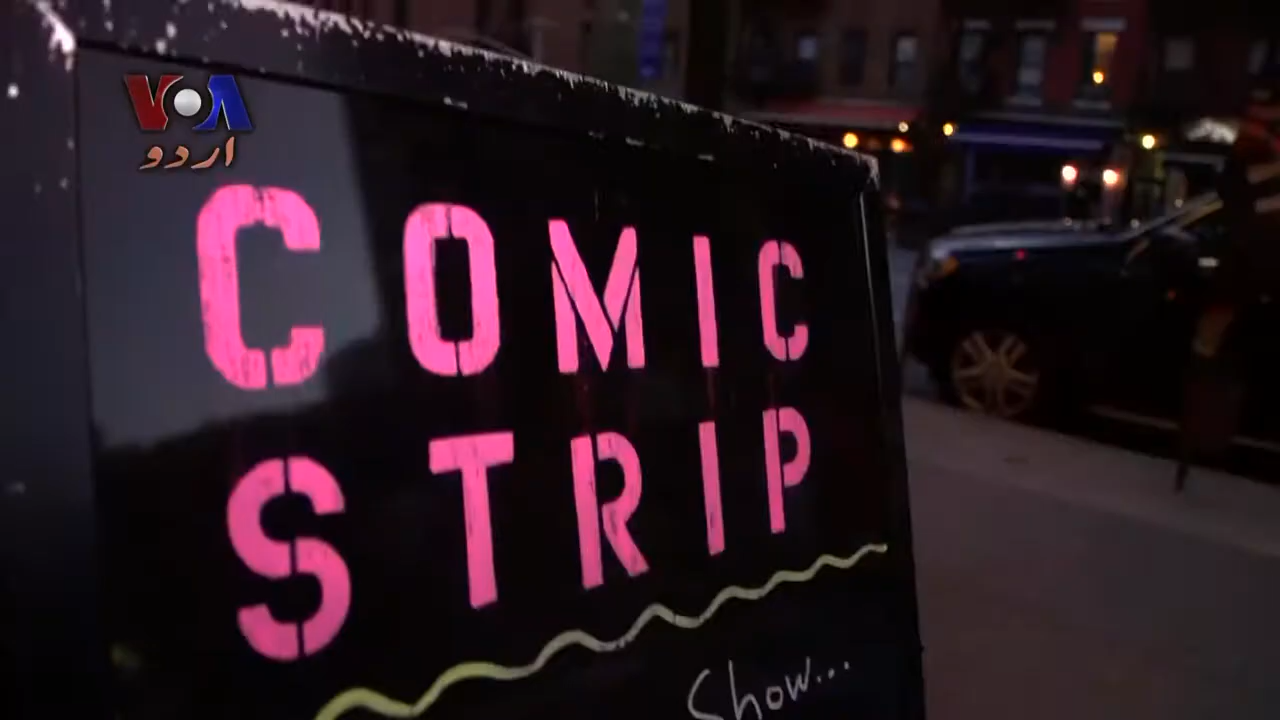 VOA
اردو
COMIC
STRIP
Show...